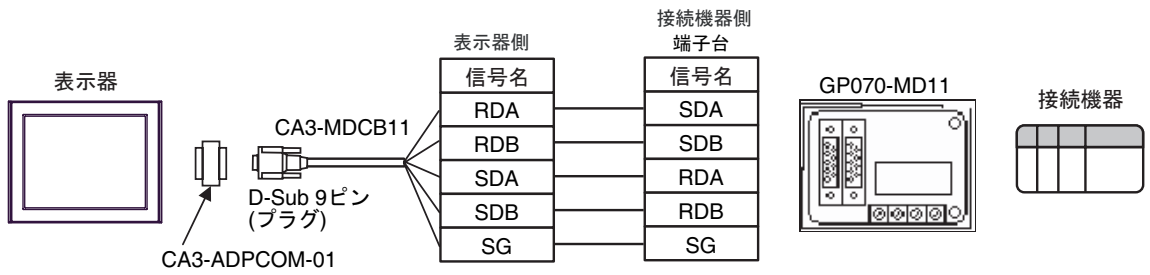 表示器
CA3-ADPCOM-01
CA3-MDCB11
D-Sub 9ピン
(プラグ)
表示器側
信号名
RDA
RDB
SDA
SDB
SG
接続機器側
端子台
信号名
SDA
SDB
RDA
RDB
SG
GP070-MD11
接続機器